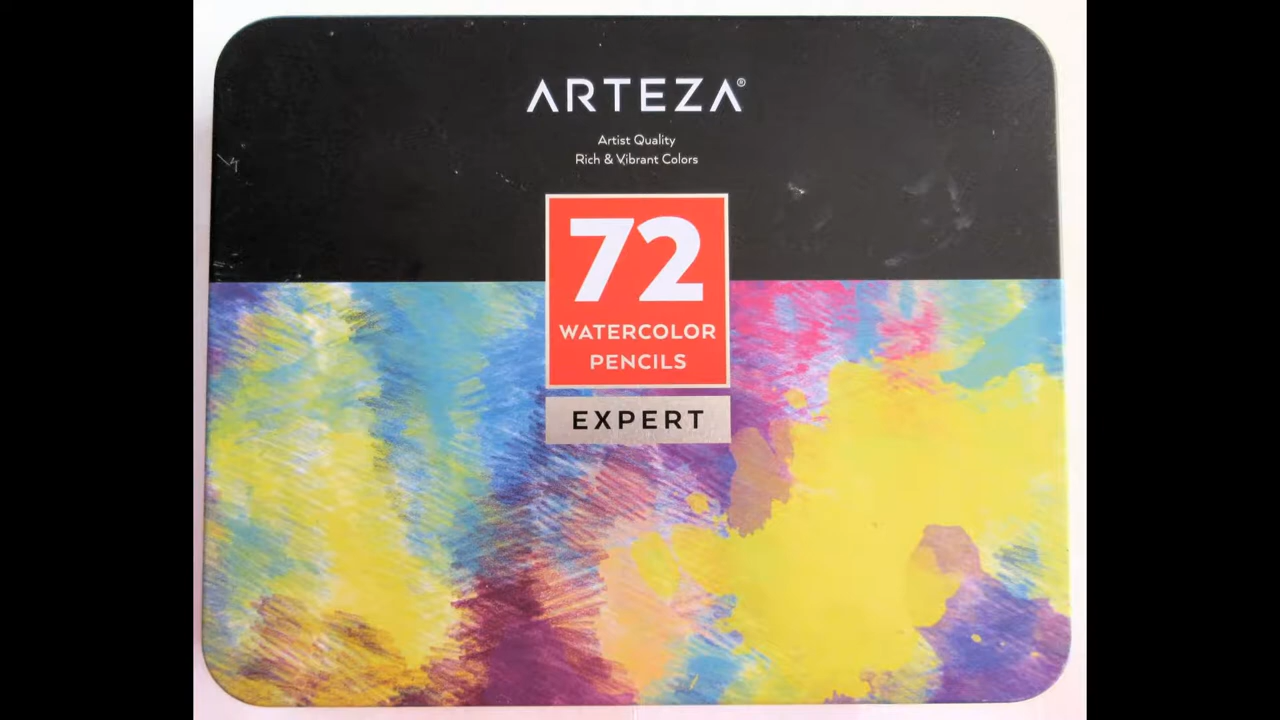 ARTEZA®
Artist Quality
Rich & Vibrant Colors
72
WATERCOLOR
PENCILS
EXPERT